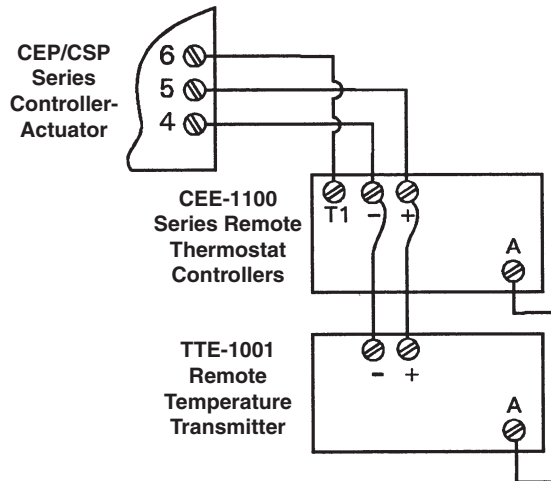 CEP/CSP
Series
Controller-
Actuator
6
5
4
CEE-1100
Series Remote
Thermostat
Controllers
T1 - +
A
TTE-1001
Remote
Temperature
Transmitter
- +
A